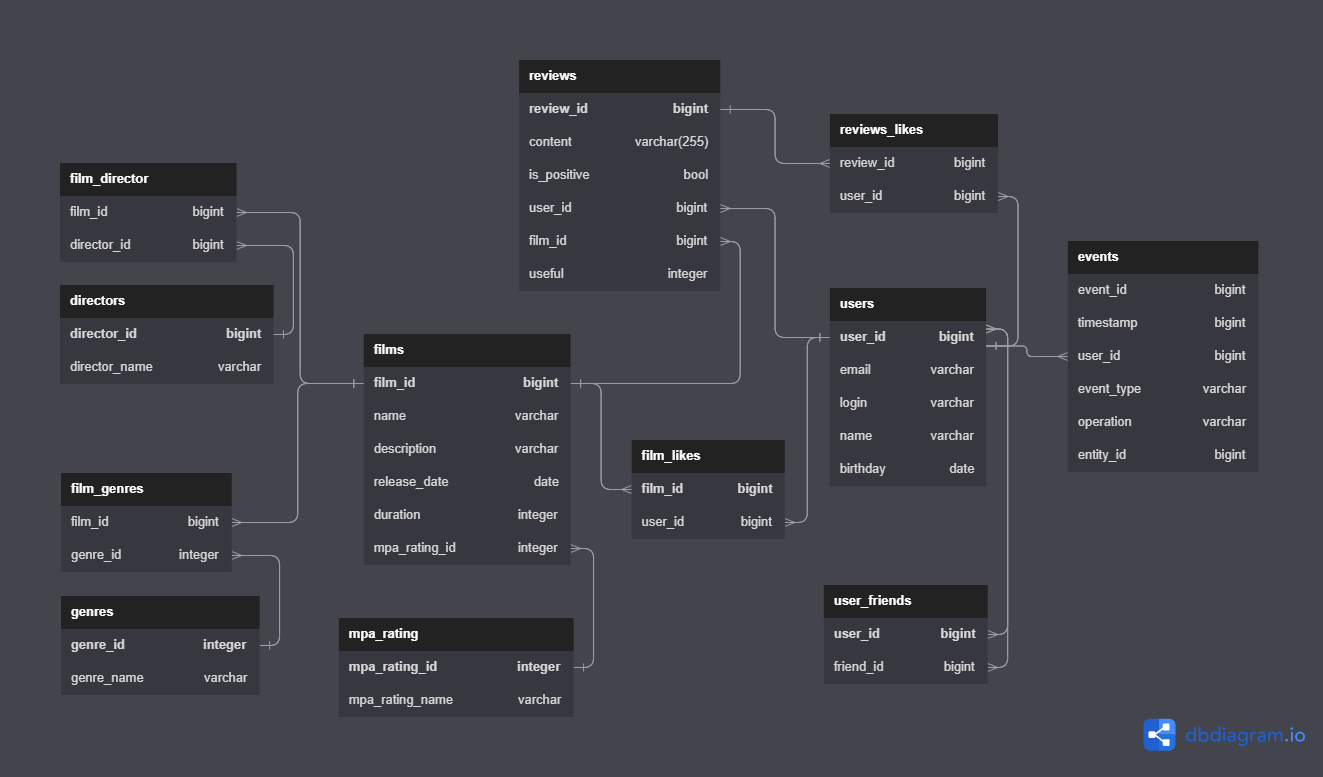 reviews
review_id bigint
content varchar(255)
is_positive bool
user_id bigint
film_id bigint
useful integer
reviews_likes
review_id bigint
user_id bigint
film_director
film_id bigint
director_id bigint
directors
director_id bigint
director_name varchar
events
event_id bigint
timestamp bigint
user_id bigint
event_type varchar
operation varchar
entity_id bigint
users
user_id bigint
email varchar
login varchar
name varchar
birthday date
films
film_id bigint
name varchar
description varchar
release_date date
duration integer
mpa_rating_id integer
film_likes
film_id bigint
user_id bigint
film_genres
film_id bigint
genre_id integer
genres
genre_id integer
genre_name varchar
mpa_rating
mpa_rating_id integer
mpa_rating_name varchar
user_friends
user_id bigint
friend_id bigint
dbdiagram.io